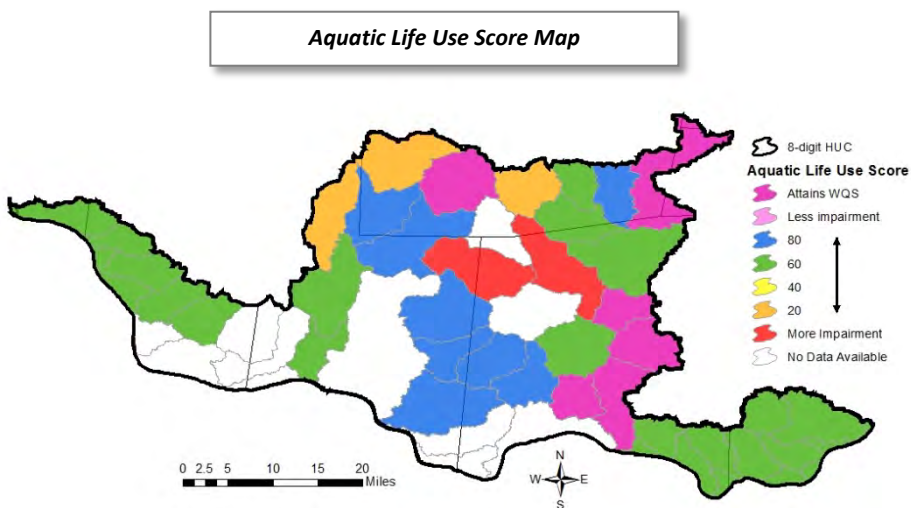 Aquatic Life Use Score Map
8-digit HUC
Aquatic Life Use Score
Attains WQS
Less impairment
80
60
40
20
More Impairment
No Data Available
0 2.5 5 10 15 20
Miles
N
W E
S